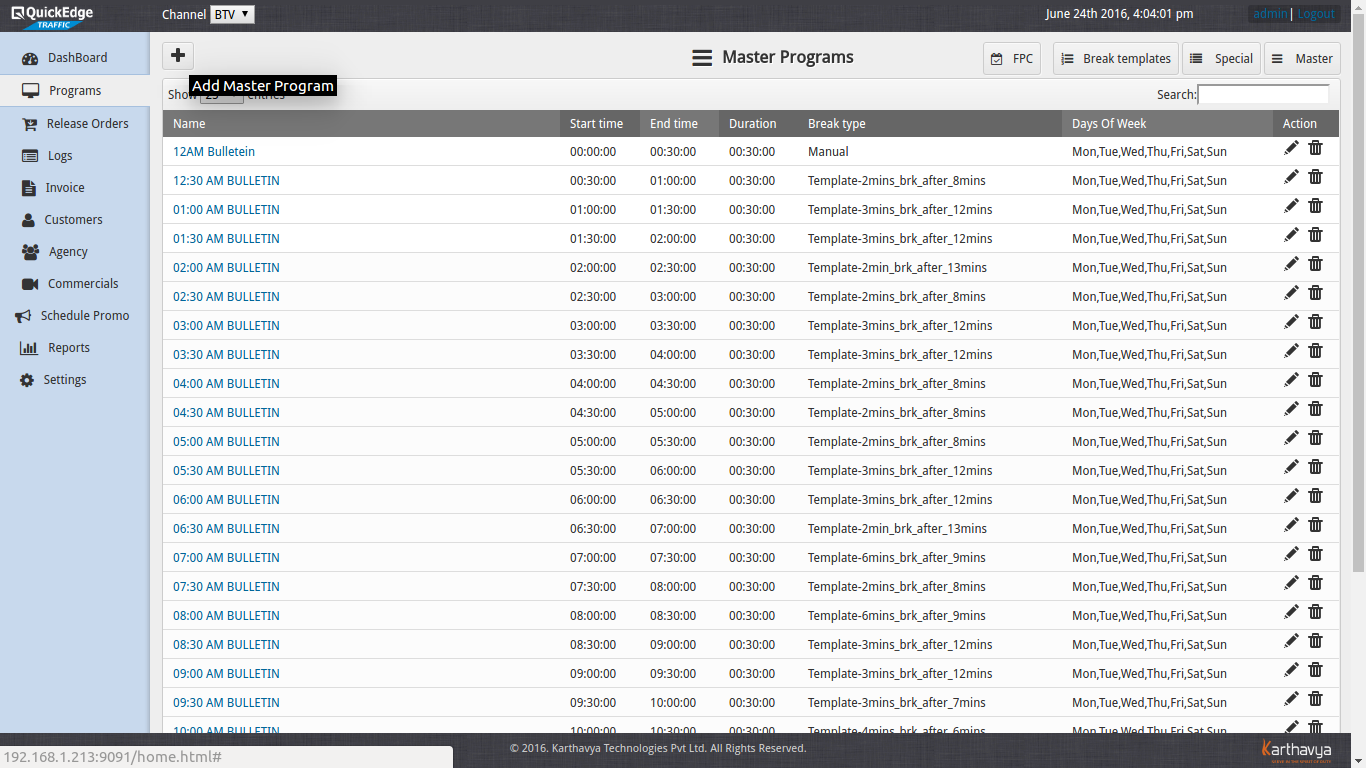 QuickEdge TRAFFIC Channel BTV ▼ June 24th 2016, 4:04:01 pm admin| Logout
DashBoard
Programs
Release Orders
Logs
Invoice
Customers
Agency
Commercials
Schedule Promo
Reports
Settings
+ Master Programs FPC Break templates Special Master
Add Master Program
Show 25 entries Search:
Name Start time End time Duration Break type Days Of Week Action
12AM Bulletein 00:00:00 00:30:00 00:30:00 Manual Mon,Tue,Wed,Thu,Fri,Sat,Sun
12:30 AM BULLETIN 00:30:00 01:00:00 00:30:00 Template-2mins_brk_after_8mins Mon,Tue,Wed,Thu,Fri,Sat,Sun
01:00 AM BULLETIN 01:00:00 01:30:00 00:30:00 Template-3mins_brk_after_12mins Mon,Tue,Wed,Thu,Fri,Sat,Sun
01:30 AM BULLETIN 01:30:00 02:00:00 00:30:00 Template-3mins_brk_after_12mins Mon,Tue,Wed,Thu,Fri,Sat,Sun
02:00 AM BULLETIN 02:00:00 02:30:00 00:30:00 Template-2min_brk_after_13mins Mon,Tue,Wed,Thu,Fri,Sat,Sun
02:30 AM BULLETIN 02:30:00 03:00:00 00:30:00 Template-2mins_brk_after_8mins Mon,Tue,Wed,Thu,Fri,Sat,Sun
03:00 AM BULLETIN 03:00:00 03:30:00 00:30:00 Template-3mins_brk_after_12mins Mon,Tue,Wed,Thu,Fri,Sat,Sun
03:30 AM BULLETIN 03:30:00 04:00:00 00:30:00 Template-3mins_brk_after_12mins Mon,Tue,Wed,Thu,Fri,Sat,Sun
04:00 AM BULLETIN 04:00:00 04:30:00 00:30:00 Template-2mins_brk_after_8mins Mon,Tue,Wed,Thu,Fri,Sat,Sun
04:30 AM BULLETIN 04:30:00 05:00:00 00:30:00 Template-2mins_brk_after_8mins Mon,Tue,Wed,Thu,Fri,Sat,Sun
05:00 AM BULLETIN 05:00:00 05:30:00 00:30:00 Template-2mins_brk_after_8mins Mon,Tue,Wed,Thu,Fri,Sat,Sun
05:30 AM BULLETIN 05:30:00 06:00:00 00:30:00 Template-3mins_brk_after_12mins Mon,Tue,Wed,Thu,Fri,Sat,Sun
06:00 AM BULLETIN 06:00:00 06:30:00 00:30:00 Template-3mins_brk_after_12mins Mon,Tue,Wed,Thu,Fri,Sat,Sun
06:30 AM BULLETIN 06:30:00 07:00:00 00:30:00 Template-2min_brk_after_13mins Mon,Tue,Wed,Thu,Fri,Sat,Sun
07:00 AM BULLETIN 07:00:00 07:30:00 00:30:00 Template-6mins_brk_after_9mins Mon,Tue,Wed,Thu,Fri,Sat,Sun
07:30 AM BULLETIN 07:30:00 08:00:00 00:30:00 Template-2mins_brk_after_8mins Mon,Tue,Wed,Thu,Fri,Sat,Sun
08:00 AM BULLETIN 08:00:00 08:30:00 00:30:00 Template-6mins_brk_after_9mins Mon,Tue,Wed,Thu,Fri,Sat,Sun
08:30 AM BULLETIN 08:30:00 09:00:00 00:30:00 Template-3mins_brk_after_12mins Mon,Tue,Wed,Thu,Fri,Sat,Sun
09:00 AM BULLETIN 09:00:00 09:30:00 00:30:00 Template-3mins_brk_after_12mins Mon,Tue,Wed,Thu,Fri,Sat,Sun
09:30 AM BULLETIN 09:30:00 10:00:00 00:30:00 Template-3mins_brk_after_7mins Mon,Tue,Wed,Thu,Fri,Sat,Sun
10:00 AM BULLETIN 10:00:00 10:30:00 00:30:00 Template-4mins_brk_after_6mins Mon,Tue,Wed,Thu,Fri,Sat,Sun
192.168.1.213:9091/home.html# © 2016. Karthavya Technologies Pvt Ltd. All Rights Reserved. Karthavya